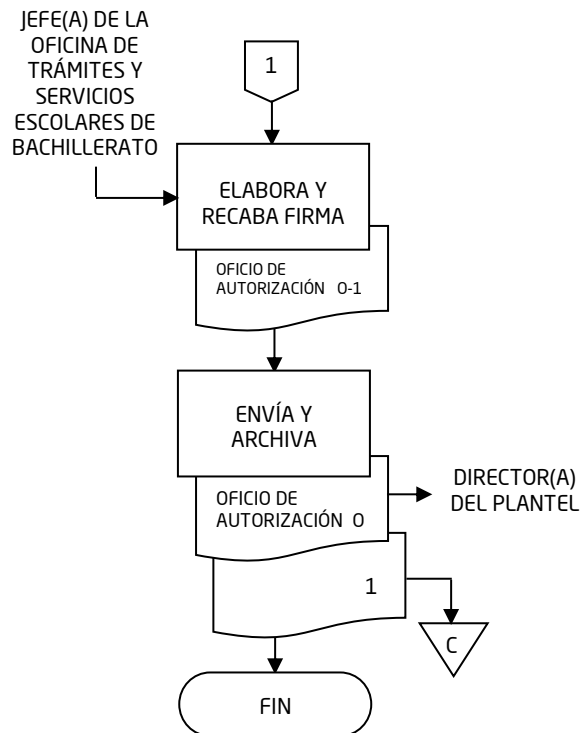 JEFE(A) DE LA
OFICINA DE
TRÁMITES Y
SERVICIOS
ESCOLARES DE
BACHILLERATO
1
ELABORA Y
RECABA FIRMA
OFICIO DE
AUTORIZACIÓN O-1
ENVÍA Y
ARCHIVA
OFICIO DE
AUTORIZACIÓN O
DIRECTOR(A)
DEL PLANTEL
1
C
FIN